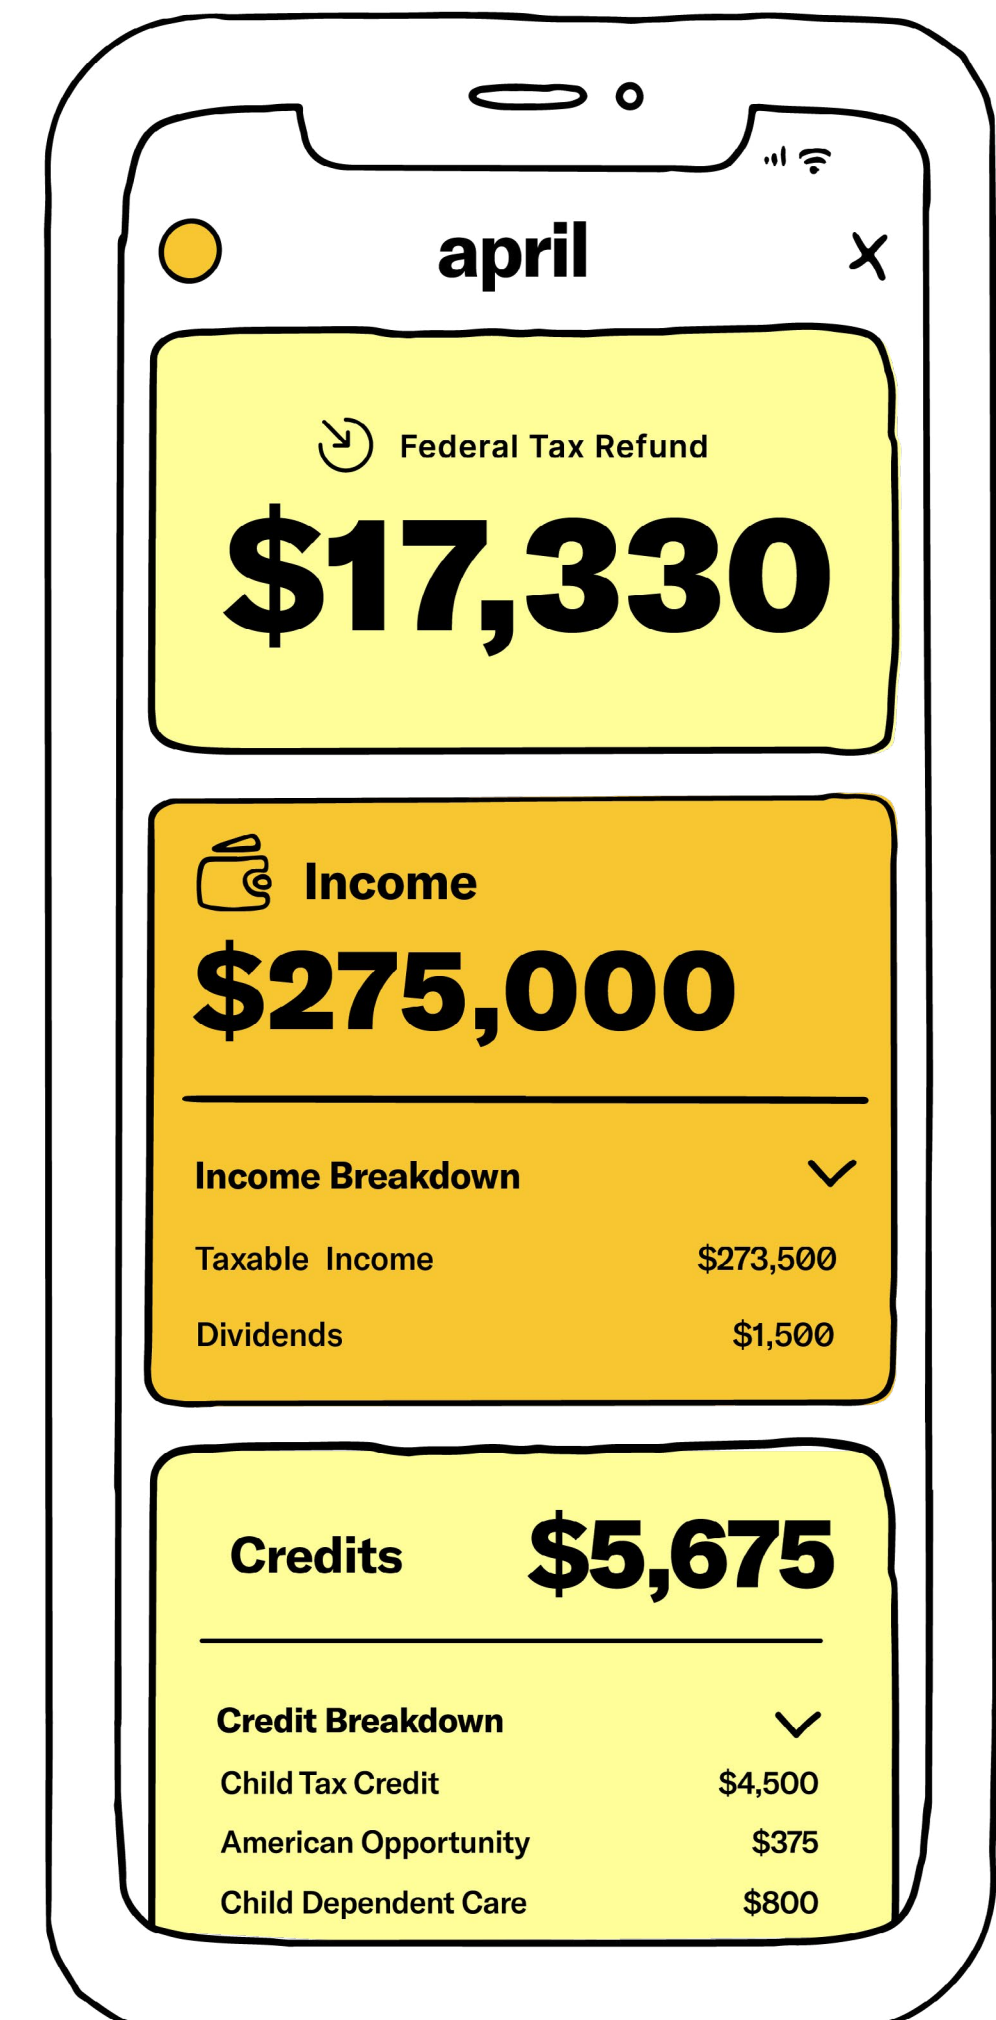 april
Federal Tax Refund
$17,330
Income
$275,000
Income Breakdown
Taxable Income $273,500
Dividends $1,500
Credits $5,675
Credit Breakdown
Child Tax Credit $4,500
American Opportunity $375
Child Dependent Care $800